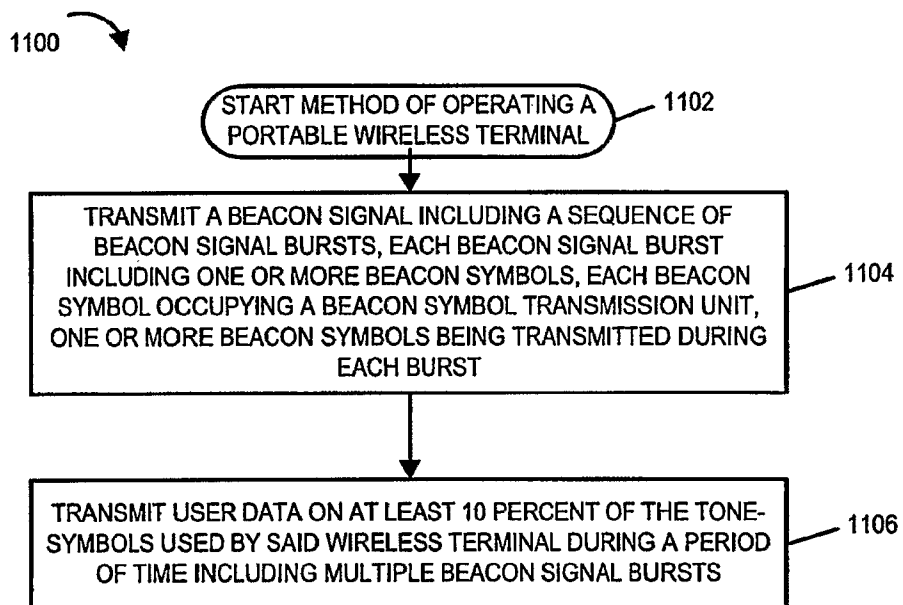 1100
START METHOD OF OPERATING A
PORTABLE WIRELESS TERMINAL
1102
TRANSMIT A BEACON SIGNAL INCLUDING A SEQUENCE OF
BEACON SIGNAL BURSTS, EACH BEACON SIGNAL BURST
INCLUDING ONE OR MORE BEACON SYMBOLS, EACH BEACON
SYMBOL OCCUPYING A BEACON SYMBOL TRANSMISSION UNIT,
ONE OR MORE BEACON SYMBOLS BEING TRANSMITTED DURING
EACH BURST
1104
TRANSMIT USER DATA ON AT LEAST 10 PERCENT OF THE TONE-
SYMBOLS USED BY SAID WIRELESS TERMINAL DURING A PERIOD
OF TIME INCLUDING MULTIPLE BEACON SIGNAL BURSTS
1106